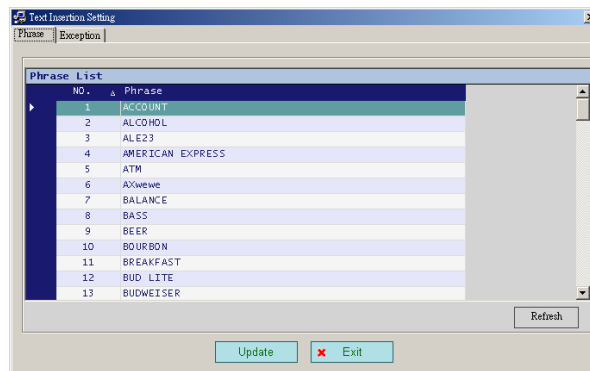 Text Insertion Setting
Phrase Exception
Phrase List
NO. Phrase
1 ACCOUNT
2 ALCOHOL
3 ALE23
4 AMERICAN EXPRESS
5 ATM
6 AXwewe
7 BALANCE
8 BASS
9 BEER
10 BOURBON
11 BREAKFAST
12 BUD LITE
13 BUDWEISER
Refresh
Update Exit